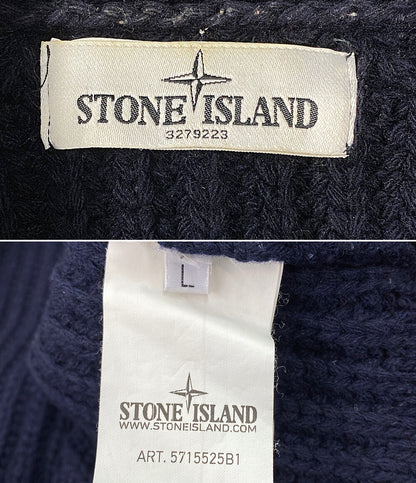 STONE ISLAND
3279223
L
STONE ISLAND
WWW.STONEISLAND.COM
ART. 5715525B1